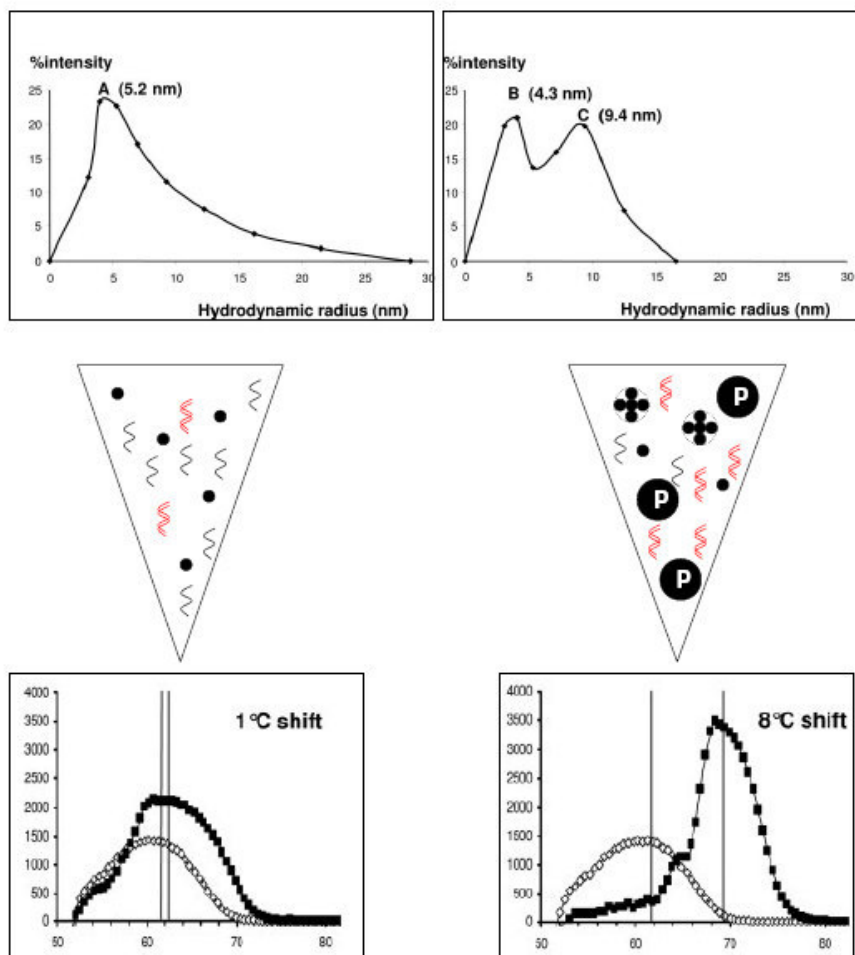 %intensity
A (5.2 nm)
25
20
15
10
5
0
0 5 10 15 20 25 30
Hydrodynamic radius (nm)
%intensity
B (4.3 nm)
C (9.4 nm)
25
20
15
10
5
0
0 5 10 15 20 25 30
Hydrodynamic radius (nm)
P
P
P
4000
3500
3000
2500
2000
1500
1000
500
0
50 60 70 80
1°C shift
4000
3500
3000
2500
2000
1500
1000
500
0
50 60 70 80
8°C shift